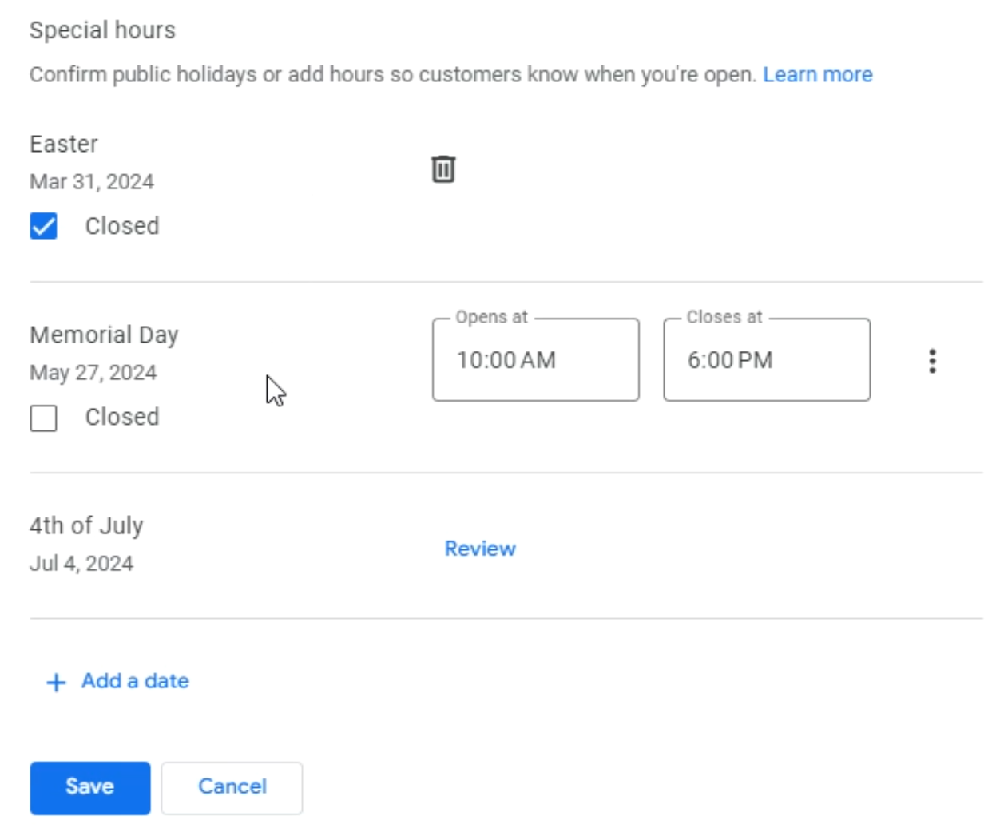 Special hours
Confirm public holidays or add hours so customers know when you're open. Learn more
Easter
Mar 31, 2024
Closed
Memorial Day
May 27, 2024
Closed
Opens at
10:00 AM
Closes at
6:00 PM
4th of July
Jul 4, 2024
Review
+ Add a date
Save
Cancel